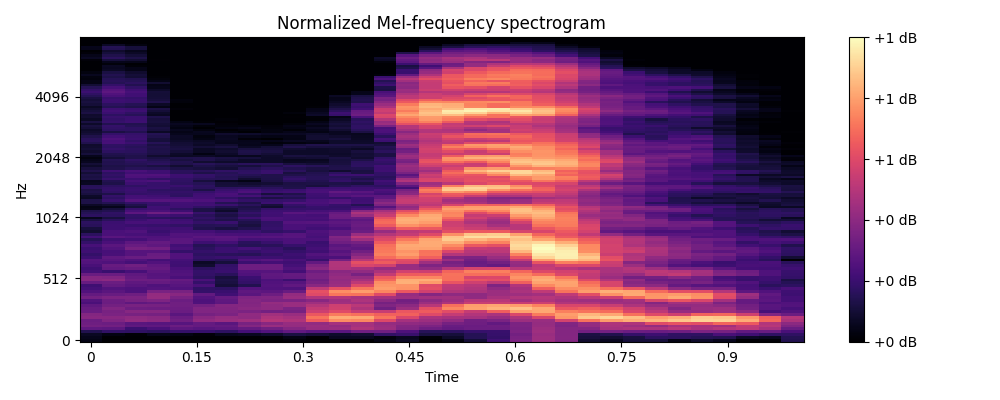 Normalized Mel-frequency spectrogram
Hz
4096
2048
1024
512
0
0 0.15 0.3 0.45 0.6 0.75 0.9
Time
+1 dB
+1 dB
+1 dB
+0 dB
+0 dB
+0 dB